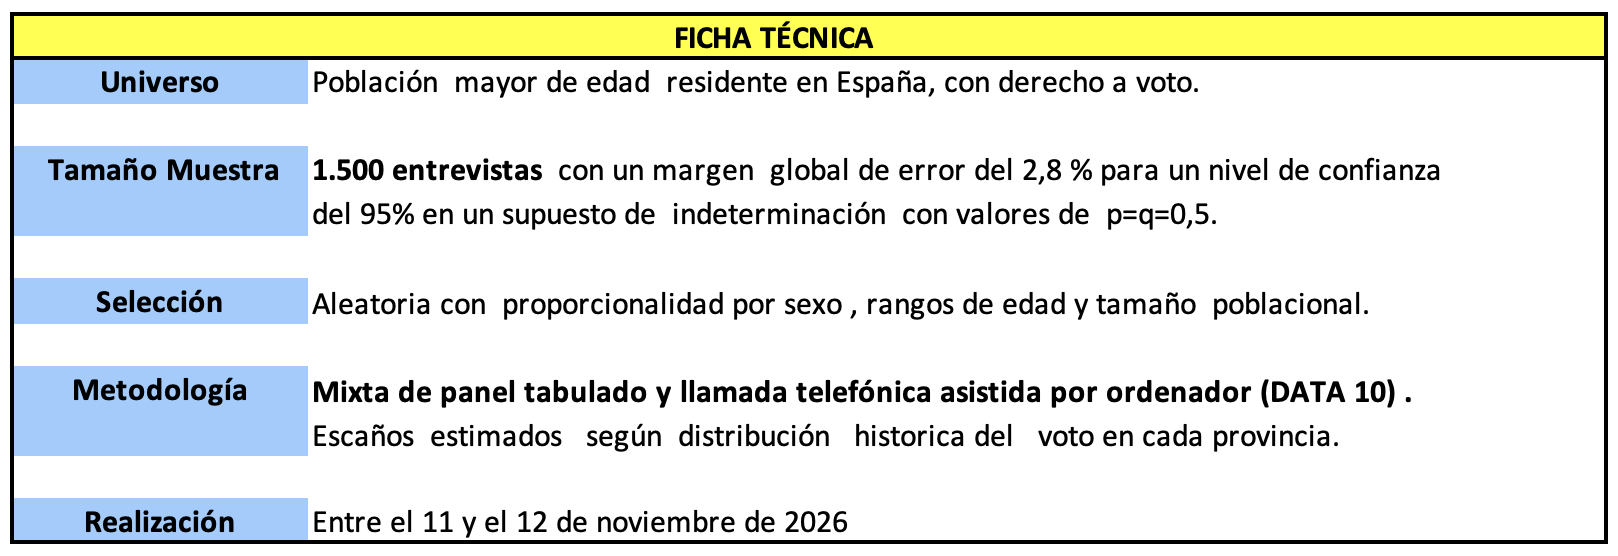 FICHA TÉCNICA
Universo Población mayor de edad residente en España, con derecho a voto.
Tamaño Muestra 1.500 entrevistas con un margen global de error del 2,8 % para un nivel de confianza
del 95% en un supuesto de indeterminación con valores de p=q=0,5.
Selección Aleatoria con proporcionalidad por sexo , rangos de edad y tamaño poblacional.
Metodología Mixta de panel tabulado y llamada telefónica asistida por ordenador (DATA 10) .
Escaños estimados según distribución historica del voto en cada provincia.
Realización Entre el 11 y el 12 de noviembre de 2026